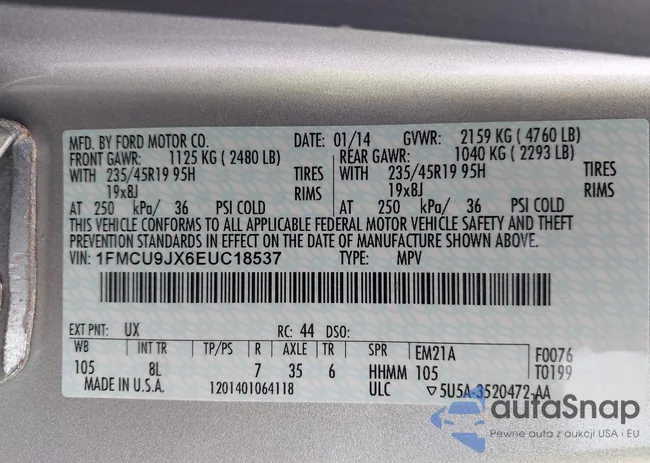 MFD. BY FORD MOTOR CO. DATE: 01/14 GVWR: 2159 KG ( 4760 LB)
FRONT GAWR: 1125 KG ( 2480 LB) REAR GAWR: 1040 KG ( 2293 LB)
WITH 235/45R19 95H TIRES WITH 235/45R19 95H TIRES
19x8J RIMS 19x8J RIMS
AT 250 kPa/ 36 PSI COLD AT 250 kPa/ 36 PSI COLD
THIS VEHICLE CONFORMS TO ALL APPLICABLE FEDERAL MOTOR VEHICLE SAFETY AND THEFT
PREVENTION STANDARDS IN EFFECT ON THE DATE OF MANUFACTURE SHOWN ABOVE.
VIN: 1FMCU9JX6EUC18537 TYPE: MPV
EXT PNT: UX RC: 44 DSO:
WB INT TR TP/PS R AXLE TR SPR EM21A F0076
105 8L 7 35 6 HHMM 105 T0199
MADE IN U.S.A. 1201401064118 ULC ▽5U5A-3520472-AA
autaSnap
Pewne auta z aukcji USA i EU